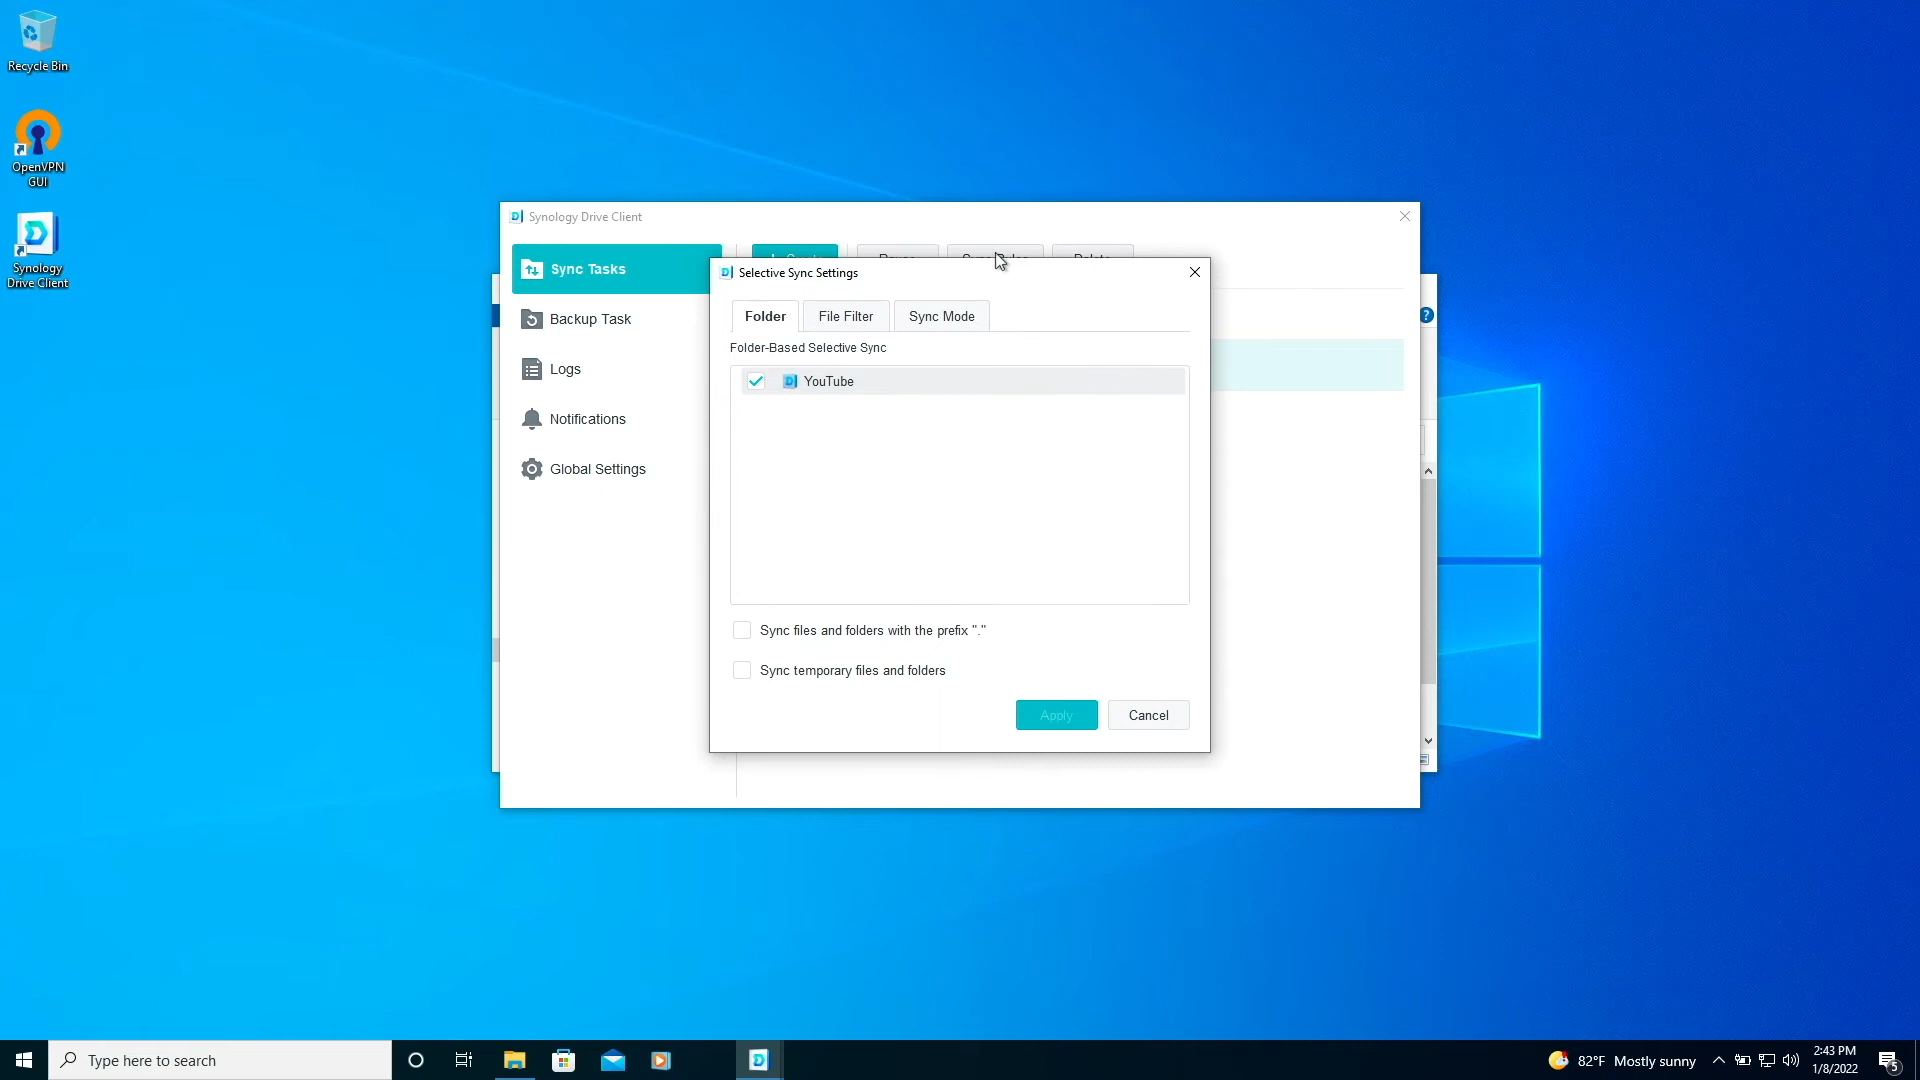 Recycle Bin
OpenVPN
GUI
Synology
Drive Client
Synology Drive Client
Sync Tasks
Backup Task
Logs
Notifications
Global Settings
Selective Sync Settings
Folder
File Filter
Sync Mode
Folder-Based Selective Sync
YouTube
Sync files and folders with the prefix "."
Sync temporary files and folders
Apply
Cancel
?
Type here to search
82°F Mostly sunny
2:43 PM
1/8/2022
5